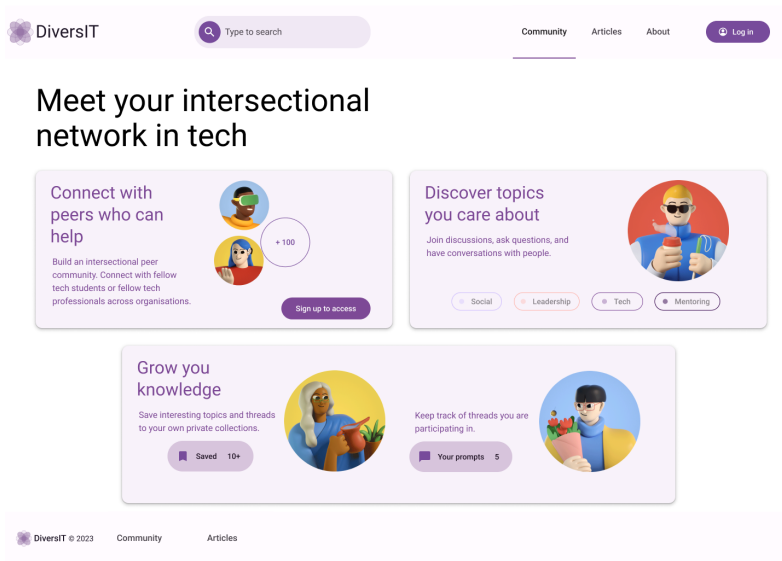 DiversIT
Type to search
Community
Articles
About
Log in
Meet your intersectional
network in tech
Connect with
peers who can
help
Build an intersectional peer
community. Connect with fellow
tech students or fellow tech
professionals across organisations.
+ 100
Sign up to access
Discover topics
you care about
Join discussions, ask questions, and
have conversations with people.
Social
Leadership
Tech
Mentoring
Grow you
knowledge
Save interesting topics and threads
to your own private collections.
Saved 10+
Keep track of threads you are
participating in.
Your prompts 5
DiversIT © 2023
Community
Articles